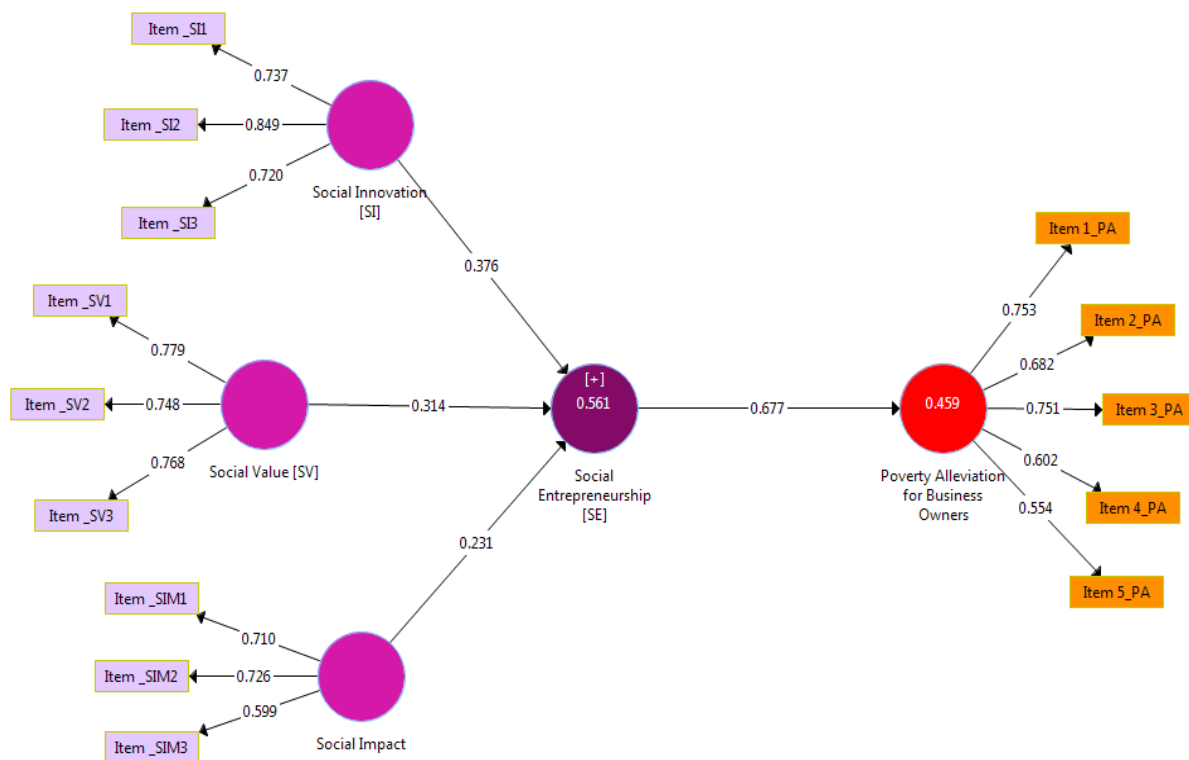 Item _SI1
0.737
Item _SI2
0.849
0.720
Item _SI3
Social Innovation
[SI]
0.376
Item _SV1
0.779
Item _SV2
0.748
0.768
Item _SV3
Social Value [SV]
0.314
Item _SIM1
0.710
Item _SIM2
0.726
0.599
Item _SIM3
Social Impact
0.231
[+]
0.561
Social
Entrepreneurship
[SE]
0.677
0.459
Poverty Alleviation
for Business
Owners
Item 1_PA
0.753
Item 2_PA
0.682
0.751
Item 3_PA
0.602
Item 4_PA
0.554
Item 5_PA